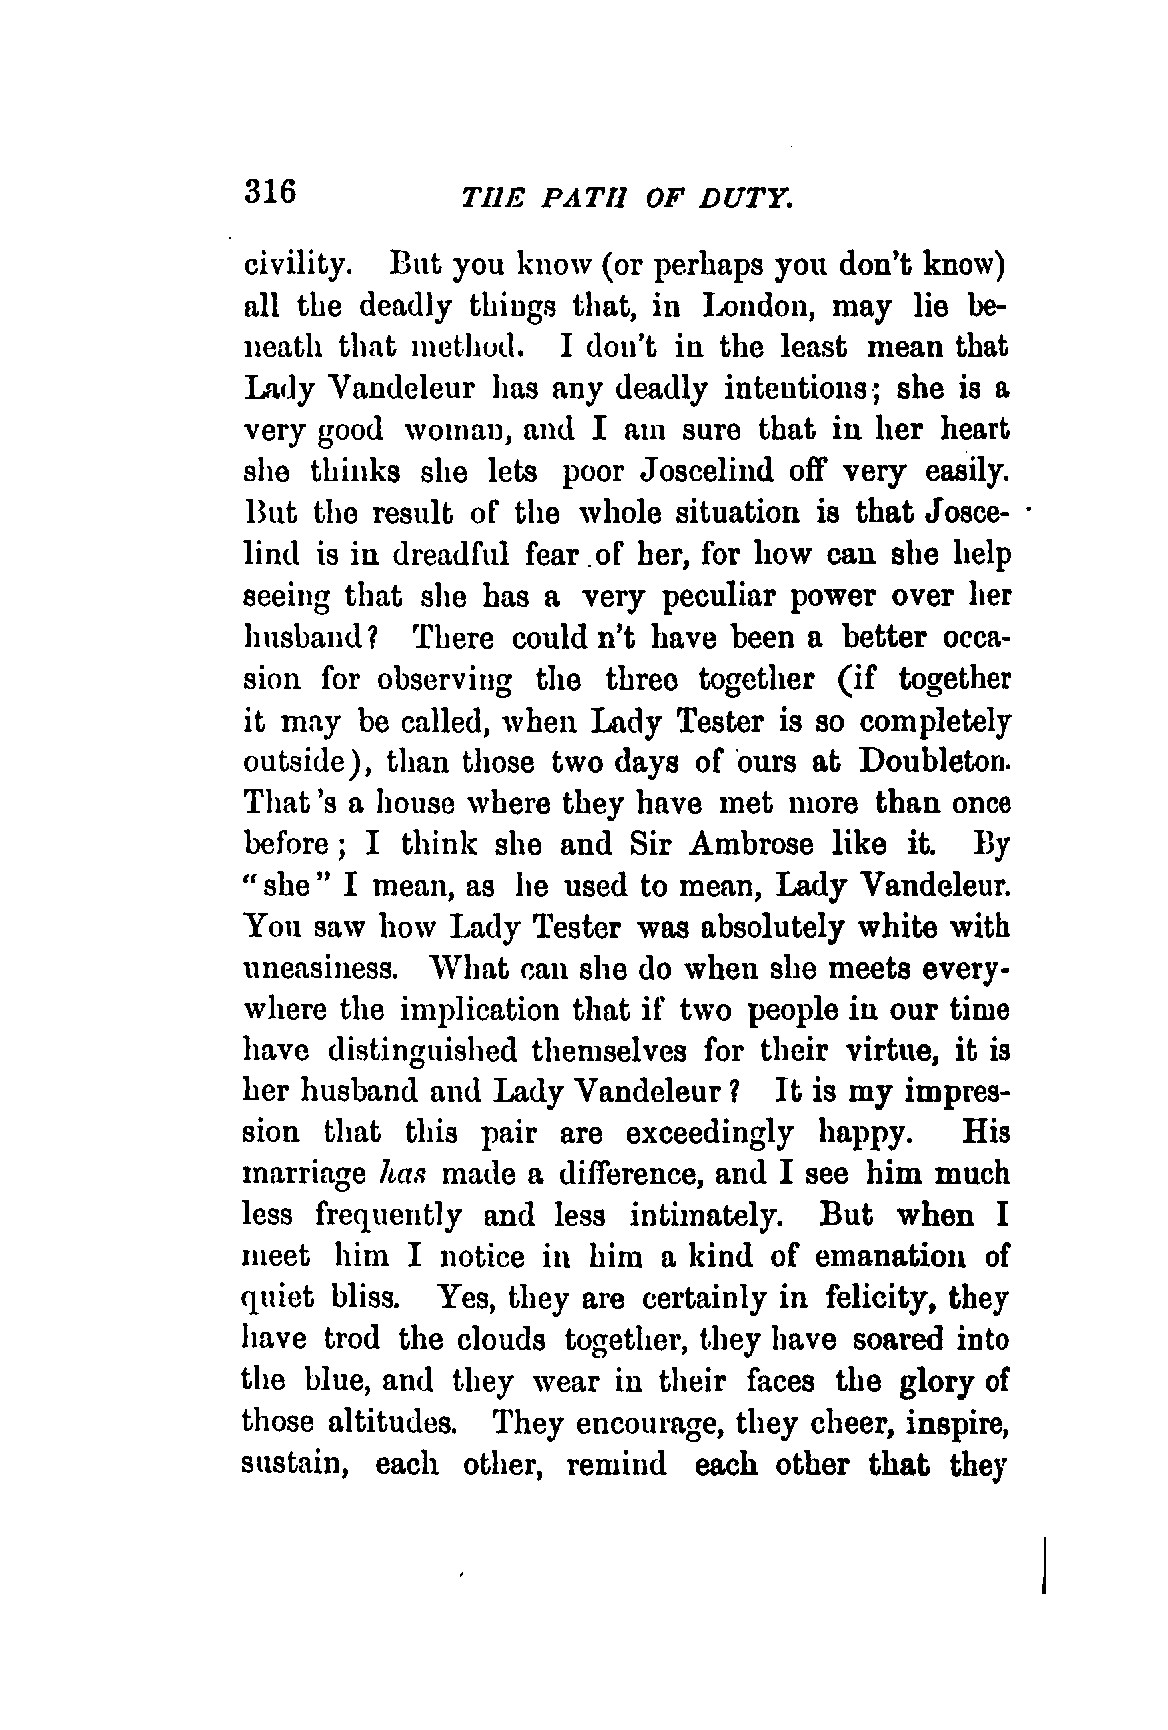 316 THE PATH OF DUTY.
civility. But you know (or perhaps you don't know)
all the deadly things that, in London, may lie be-
neath that method. I don't in the least mean that
Lady Vandeleur has any deadly intentions; she is a
very good woman, and I am sure that in her heart
she thinks she lets poor Joscelind off very easily.
But the result of the whole situation is that Josce-
lind is in dreadful fear of her, for how can she help
seeing that she has a very peculiar power over her
husband? There could n't have been a better occa-
sion for observing the three together (if together
it may be called, when Lady Tester is so completely
outside), than those two days of ours at Doubleton.
That 's a house where they have met more than once
before; I think she and Sir Ambrose like it. By
"she" I mean, as he used to mean, Lady Vandeleur.
You saw how Lady Tester was absolutely white with
uneasiness. What can she do when she meets every-
where the implication that if two people in our time
have distinguished themselves for their virtue, it is
her husband and Lady Vandeleur? It is my impres-
sion that this pair are exceedingly happy. His
marriage has made a difference, and I see him much
less frequently and less intimately. But when I
meet him I notice in him a kind of emanation of
quiet bliss. Yes, they are certainly in felicity, they
have trod the clouds together, they have soared into
the blue, and they wear in their faces the glory of
those altitudes. They encourage, they cheer, inspire,
sustain, each other, remind each other that they